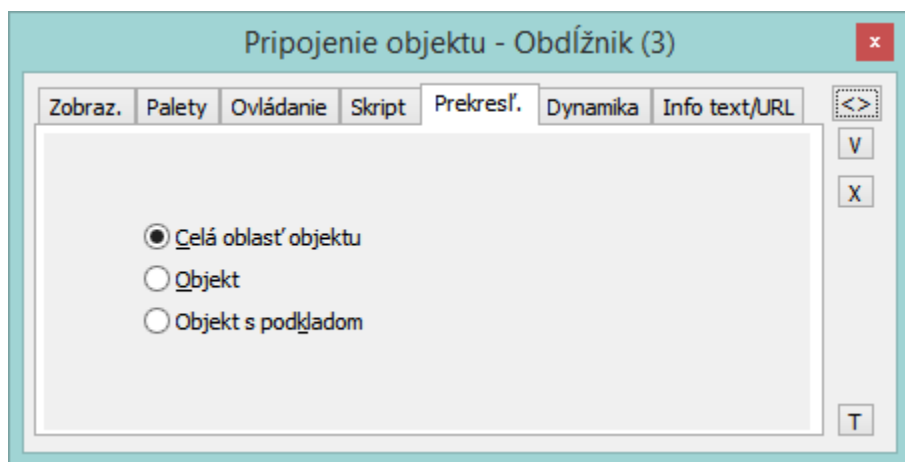 Pripojenie objektu - Obdĺžnik (3)
x
Zobraz. Palety Ovládanie Skript Prekresľ. Dynamika Info text/URL
<>
V
X
Celá oblasť objektu
Objekt
Objekt s podkladom
T